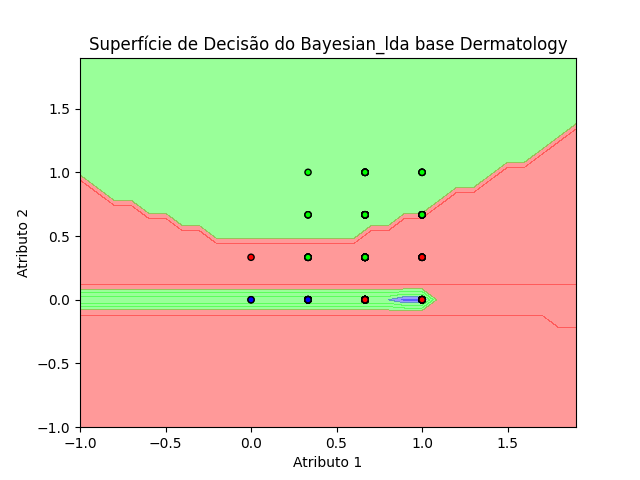 Superfície de Decisão do Bayesian_lda base Dermatology
Atributo 2
1.5
1.0
0.5
0.0
−0.5
−1.0
−1.0 −0.5 0.0 0.5 1.0 1.5
Atributo 1